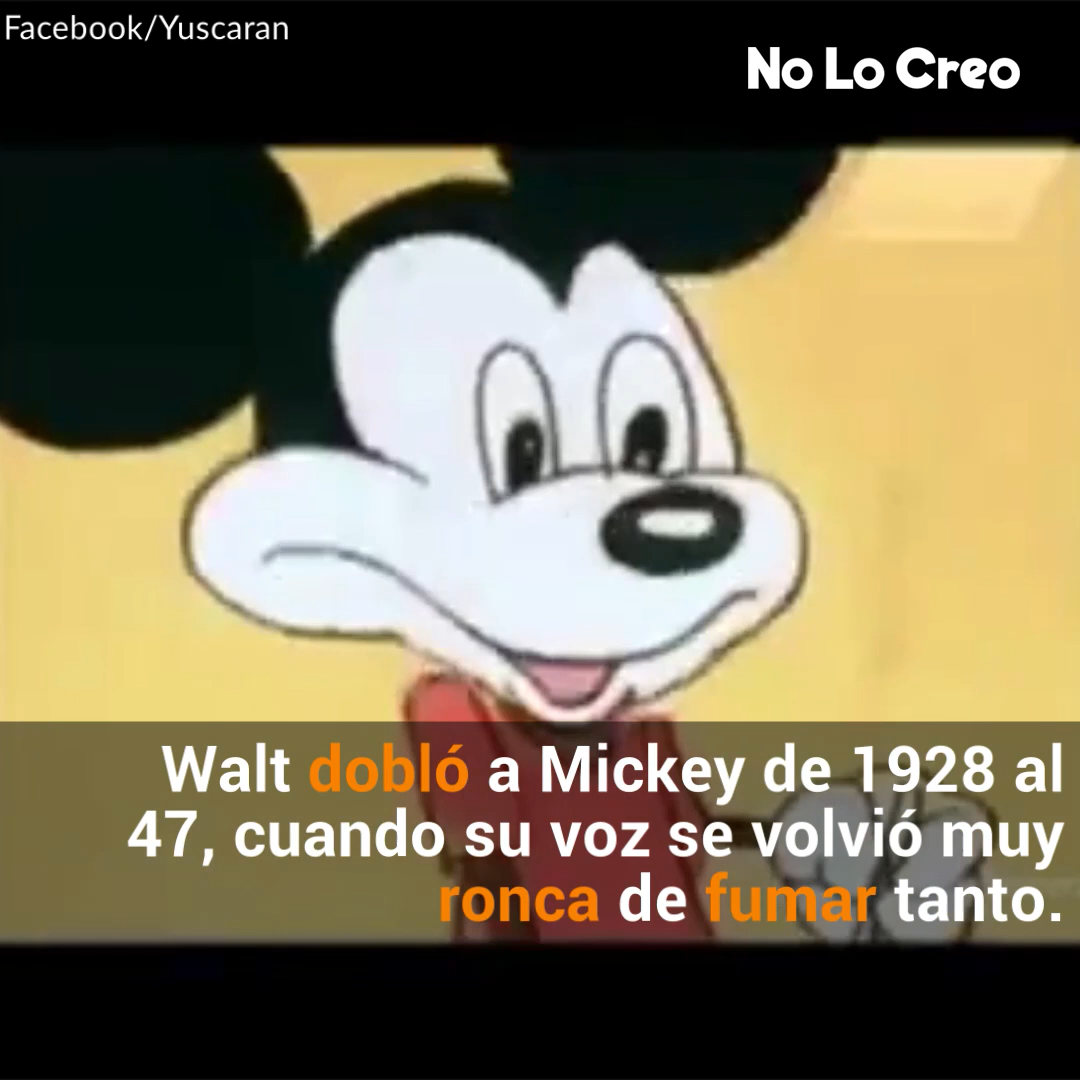 Facebook/Yuscaran
No Lo Creo
Walt dobló a Mickey de 1928 al
47, cuando su voz se volvió muy
ronca de fumar tanto.